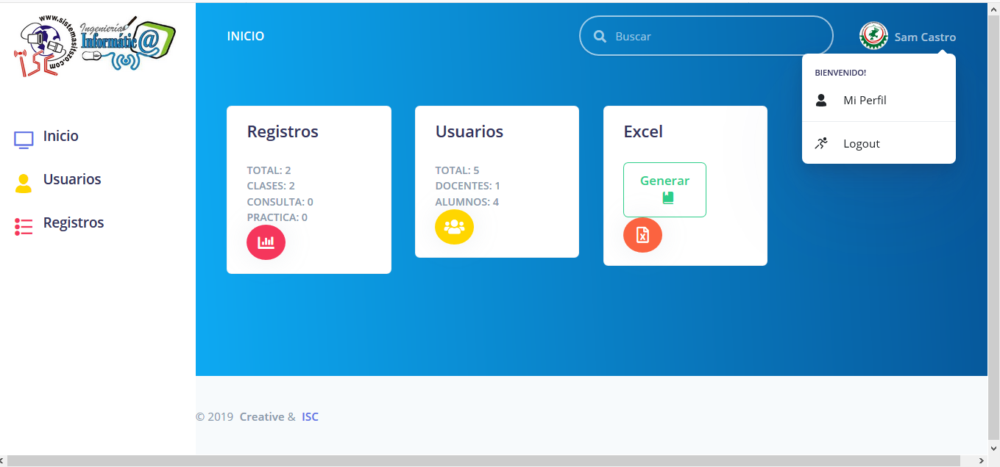 www.sistemasitszo.com
ISC
Ingeniería
Informátic@
Inicio
Usuarios
Registros
INICIO
Buscar
Sam Castro
BIENVENIDO!
Mi Perfil
Logout
Registros
TOTAL: 2
CLASES: 2
CONSULTA: 0
PRACTICA: 0
Usuarios
TOTAL: 5
DOCENTES: 1
ALUMNOS: 4
Excel
Generar
© 2019 Creative & ISC